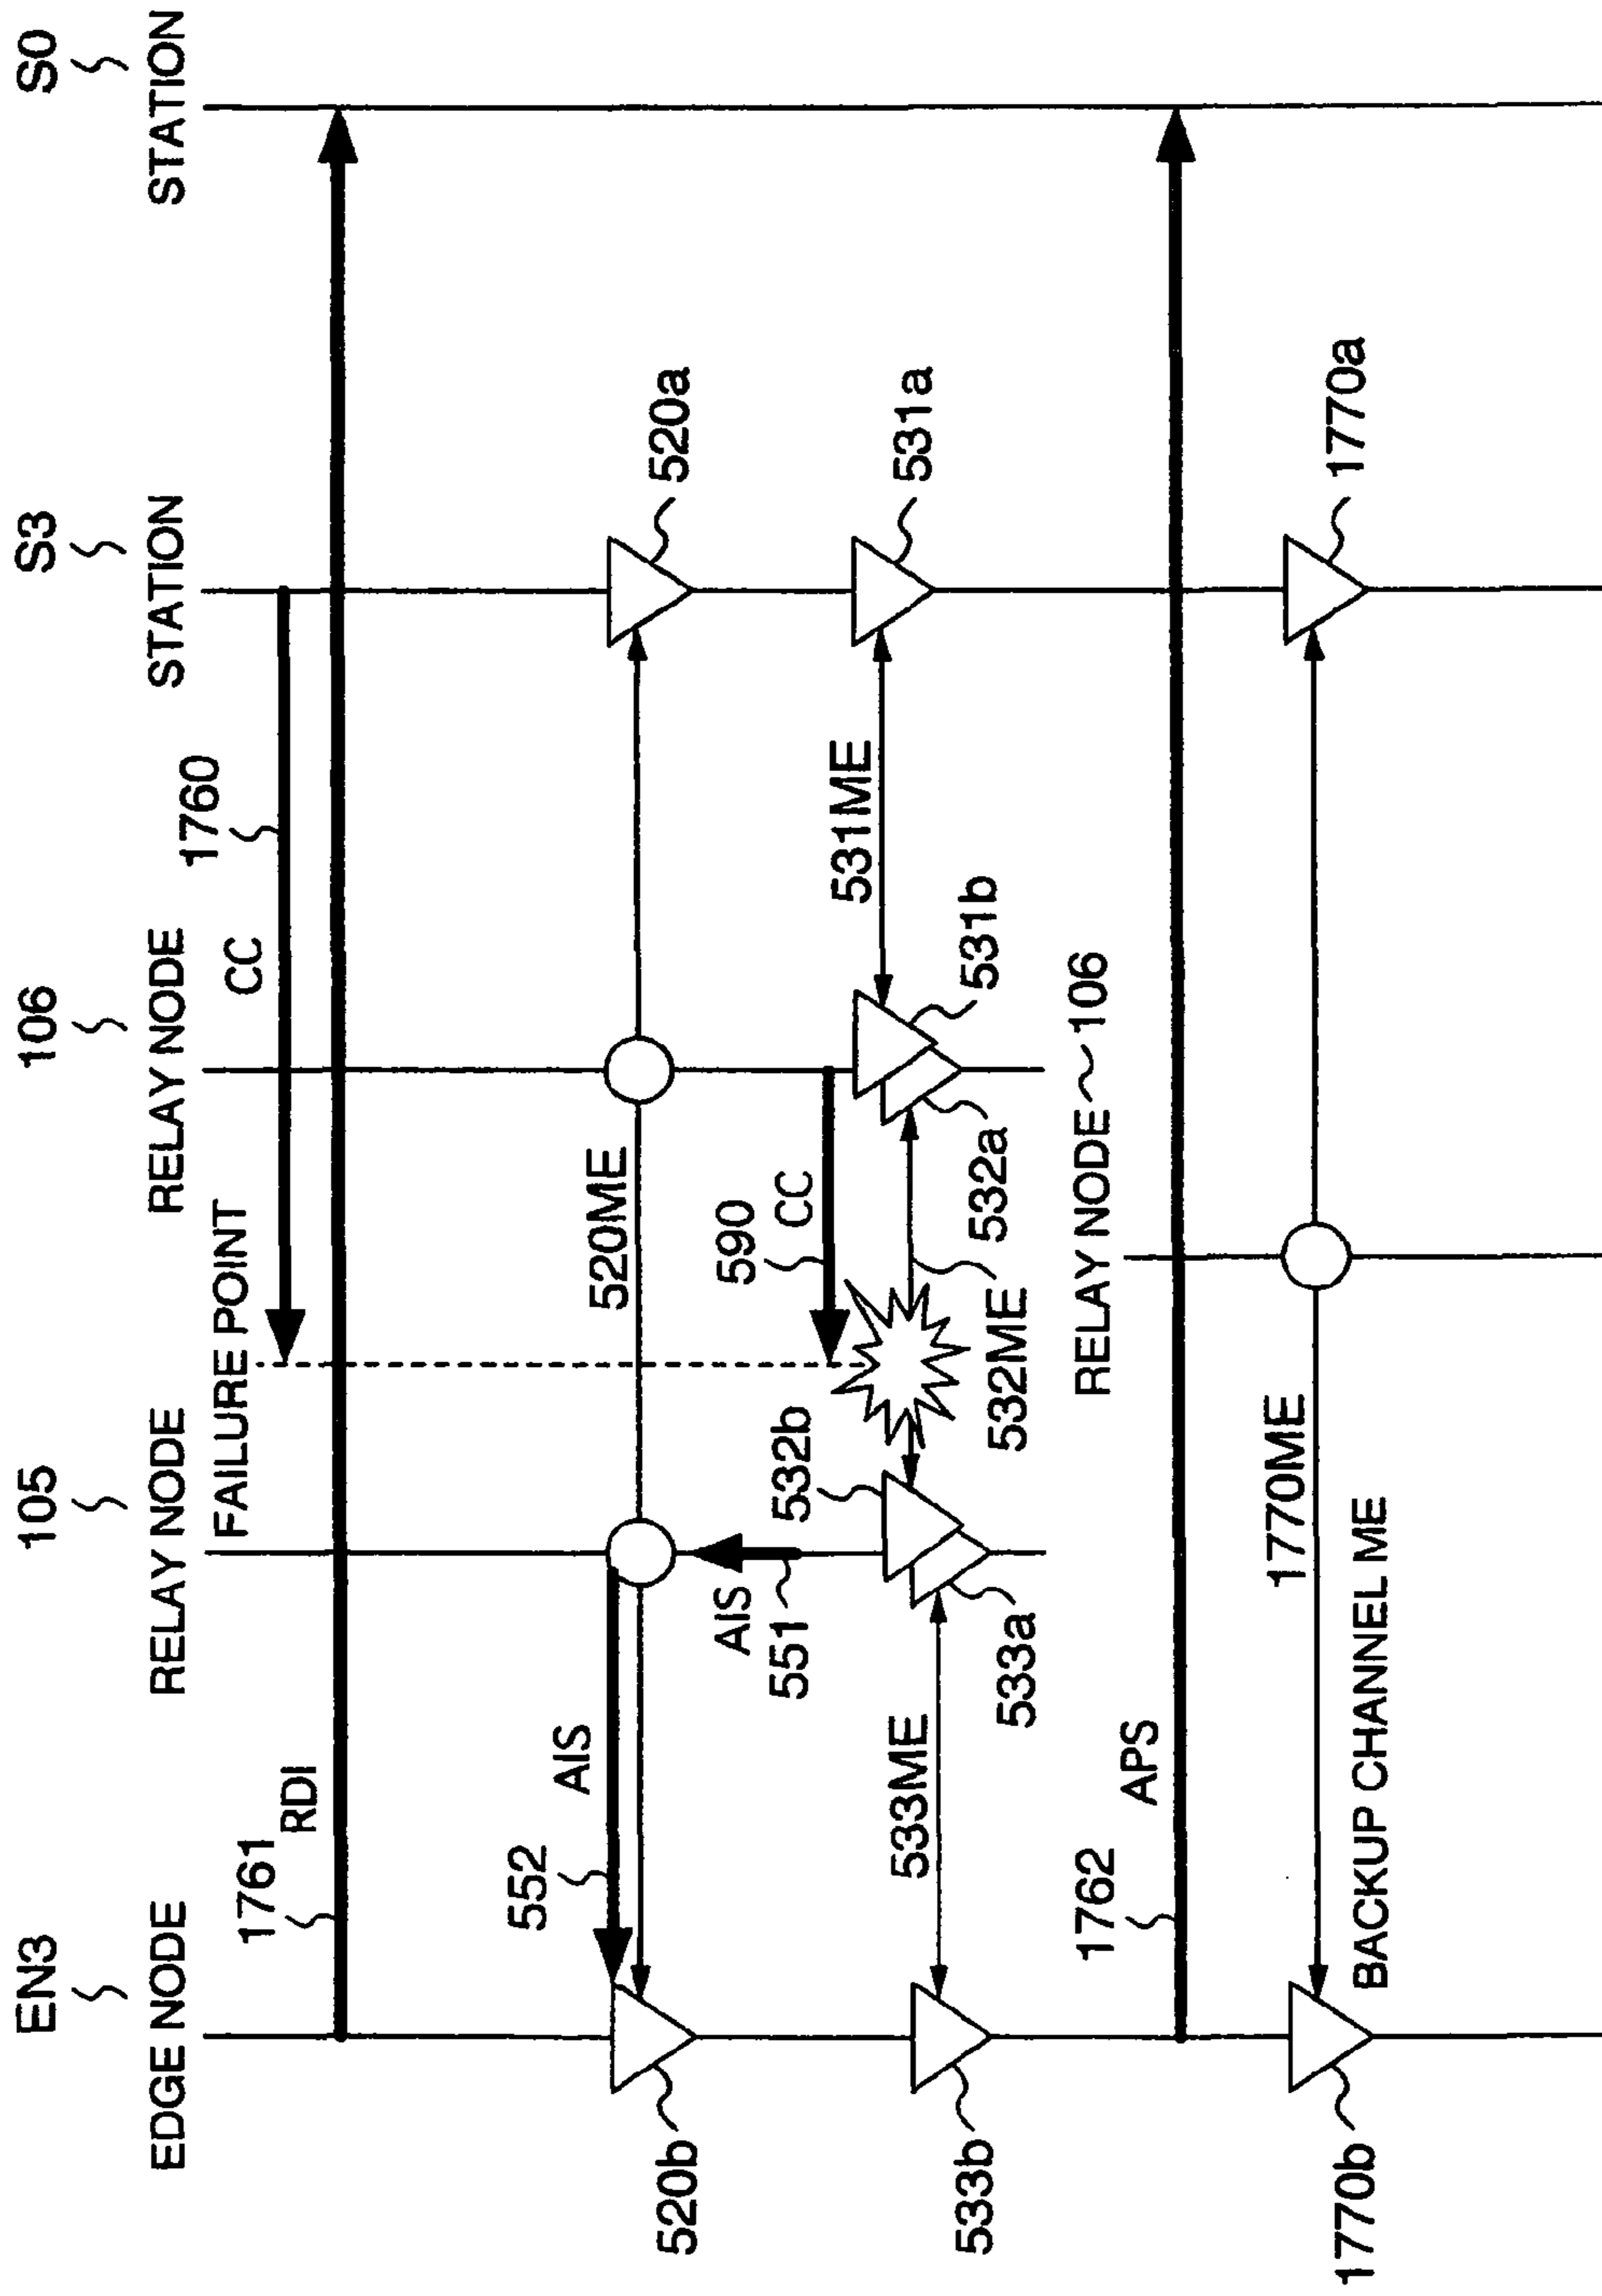 EN3
105
106
S3
S0
EDGE NODE
RELAY NODE
RELAY NODE
STATION
STATION
FAILURE POINT
CC
1760
1761
RDI
552
AIS
520ME
520b
520a
AIS
551
590
CC
532b
531ME
531a
531b
533ME
533b
533a
532ME
532a
1762
APS
RELAY NODE
106
1770ME
1770b
1770a
BACKUP CHANNEL ME